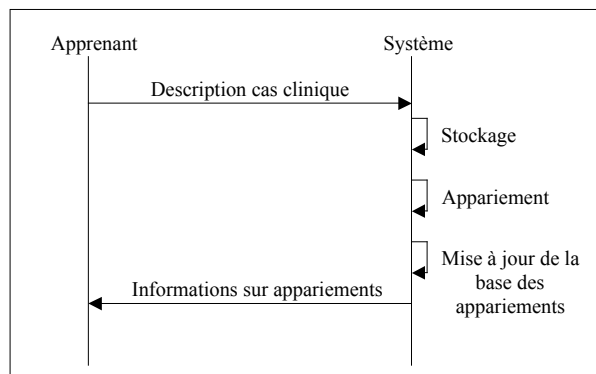 Apprenant
Système
Description cas clinique
Stockage
Appariement
Mise à jour de la
base des
appariements
Informations sur appariements